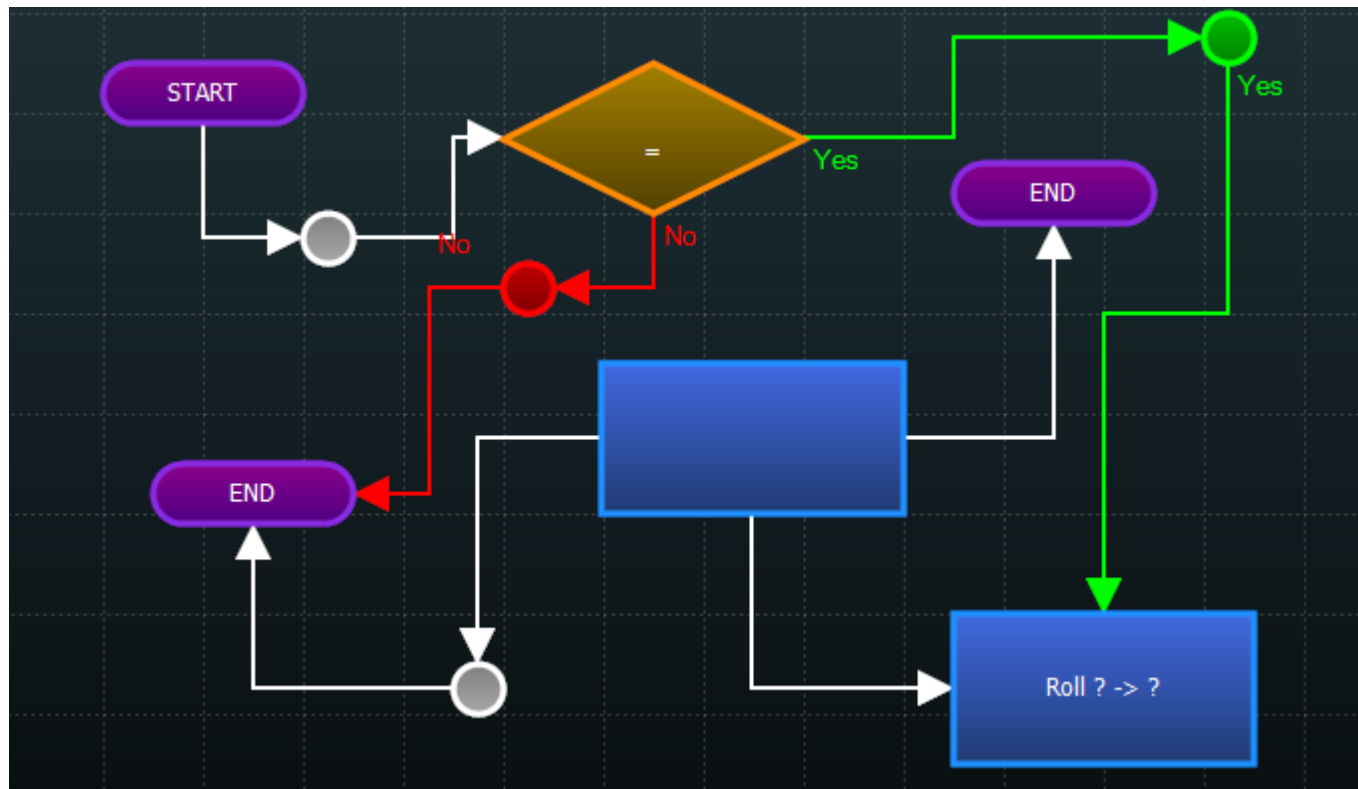 START
=
Yes
Yes
END
No
No
END
Roll ? -> ?